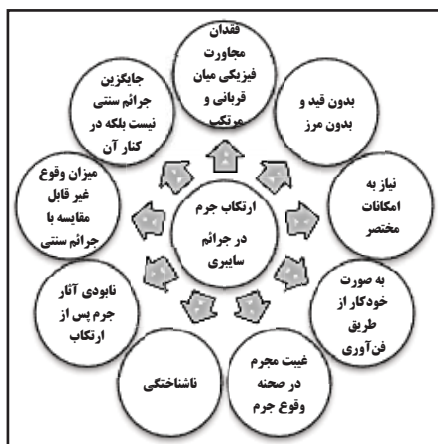 فقدان
مجاورت
فیزیکی میان
قربانی و
مرتکب
بدون قید و
بدون مرز
نیاز به
امکانات
مختصر
به صورت
خودکار از
طریق
فن‌آوری
غیبت مجرم
در صحنه
وقوع جرم
ناشناختگی
نابودی آثار
جرم پس از
ارتکاب
میزان وقوع
غیر قابل
مقایسه با
جرائم سنتی
جایگزین
جرائم سنتی
نیست بلکه در
کنار آن
ارتکاب جرم
در جرائم
سایبری